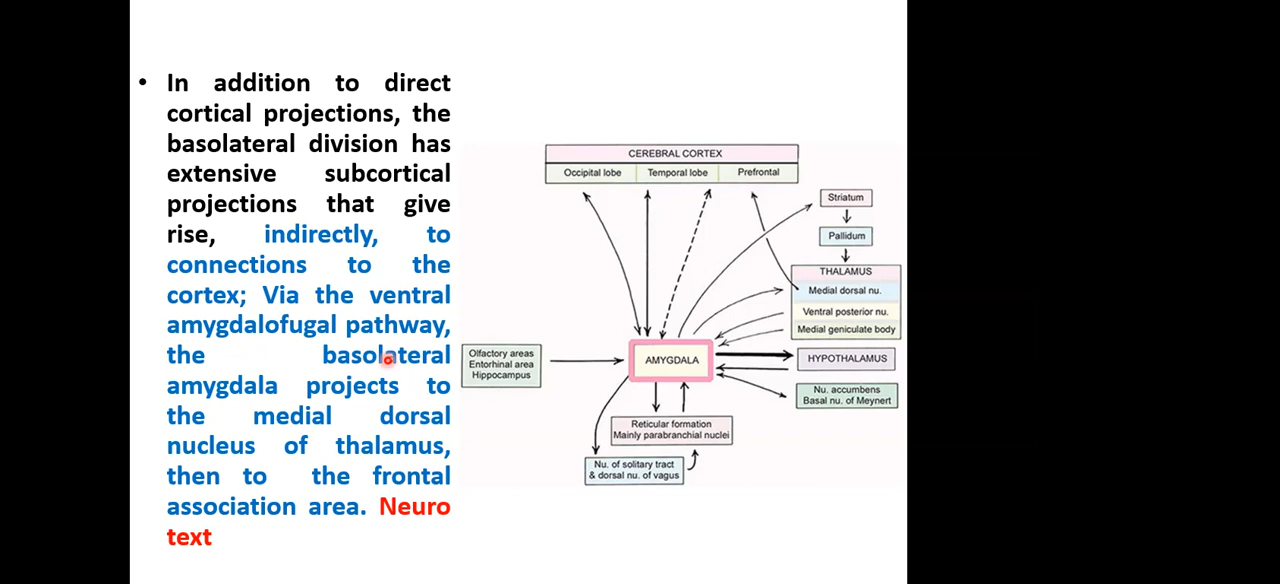 • In addition to direct
cortical projections, the
basolateral division has
extensive subcortical
projections that give
rise, indirectly, to
connections to the
cortex; Via the ventral
amygdalofugal pathway,
the basolateral
amygdala projects to
the medial dorsal
nucleus of thalamus,
then to the frontal
association area. Neuro
text
CEREBRAL CORTEX
Occipital lobe
Temporal lobe
Prefrontal
Striatum
Pallidum
THALAMUS
Medial dorsal nu.
Ventral posterior nu.
Medial geniculate body
Olfactory areas
Entorhinal area
Hippocampus
AMYGDALA
HYPOTHALAMUS
Nu. accumbens
Basal nu. of Meynert
Reticular formation
Mainly parabranchial nuclei
Nu. of solitary tract
& dorsal nu. of vagus